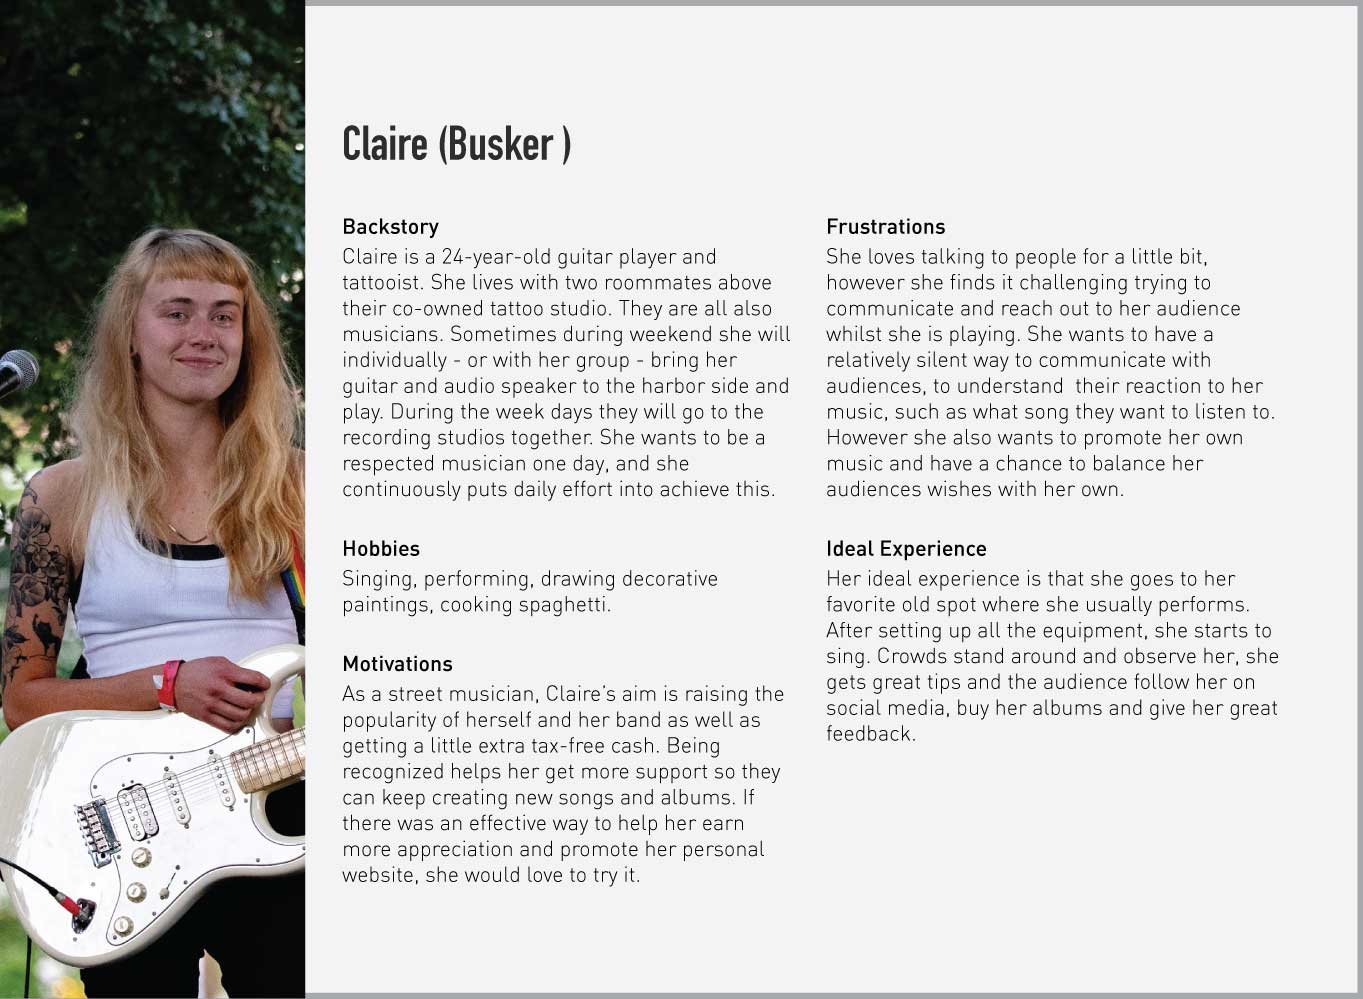 Claire (Busker )
Backstory
Claire is a 24-year-old guitar player and
tattooist. She lives with two roommates above
their co-owned tattoo studio. They are all also
musicians. Sometimes during weekend she will
individually - or with her group - bring her
guitar and audio speaker to the harbor side and
play. During the week days they will go to the
recording studios together. She wants to be a
respected musician one day, and she
continuously puts daily effort into achieve this.
Hobbies
Singing, performing, drawing decorative
paintings, cooking spaghetti.
Motivations
As a street musician, Claire's aim is raising the
popularity of herself and her band as well as
getting a little extra tax-free cash. Being
recognized helps her get more support so they
can keep creating new songs and albums. If
there was an effective way to help her earn
more appreciation and promote her personal
website, she would love to try it.
Frustrations
She loves talking to people for a little bit,
however she finds it challenging trying to
communicate and reach out to her audience
whilst she is playing. She wants to have a
relatively silent way to communicate with
audiences, to understand  their reaction to her
music, such as what song they want to listen to.
However she also wants to promote her own
music and have a chance to balance her
audiences wishes with her own.
Ideal Experience
Her ideal experience is that she goes to her
favorite old spot where she usually performs.
After setting up all the equipment, she starts to
sing. Crowds stand around and observe her, she
gets great tips and the audience follow her on
social media, buy her albums and give her great
feedback.